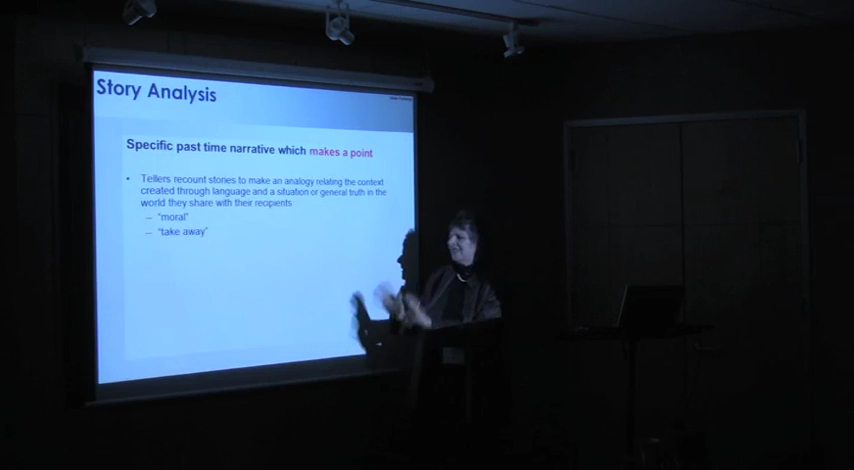 Story Analysis
Specific past time narrative which makes a point
• Tellers recount stories to make an analogy relating the context
created through language and a situation or general truth in the
world they share with their recipients
– “moral”
– “take away”